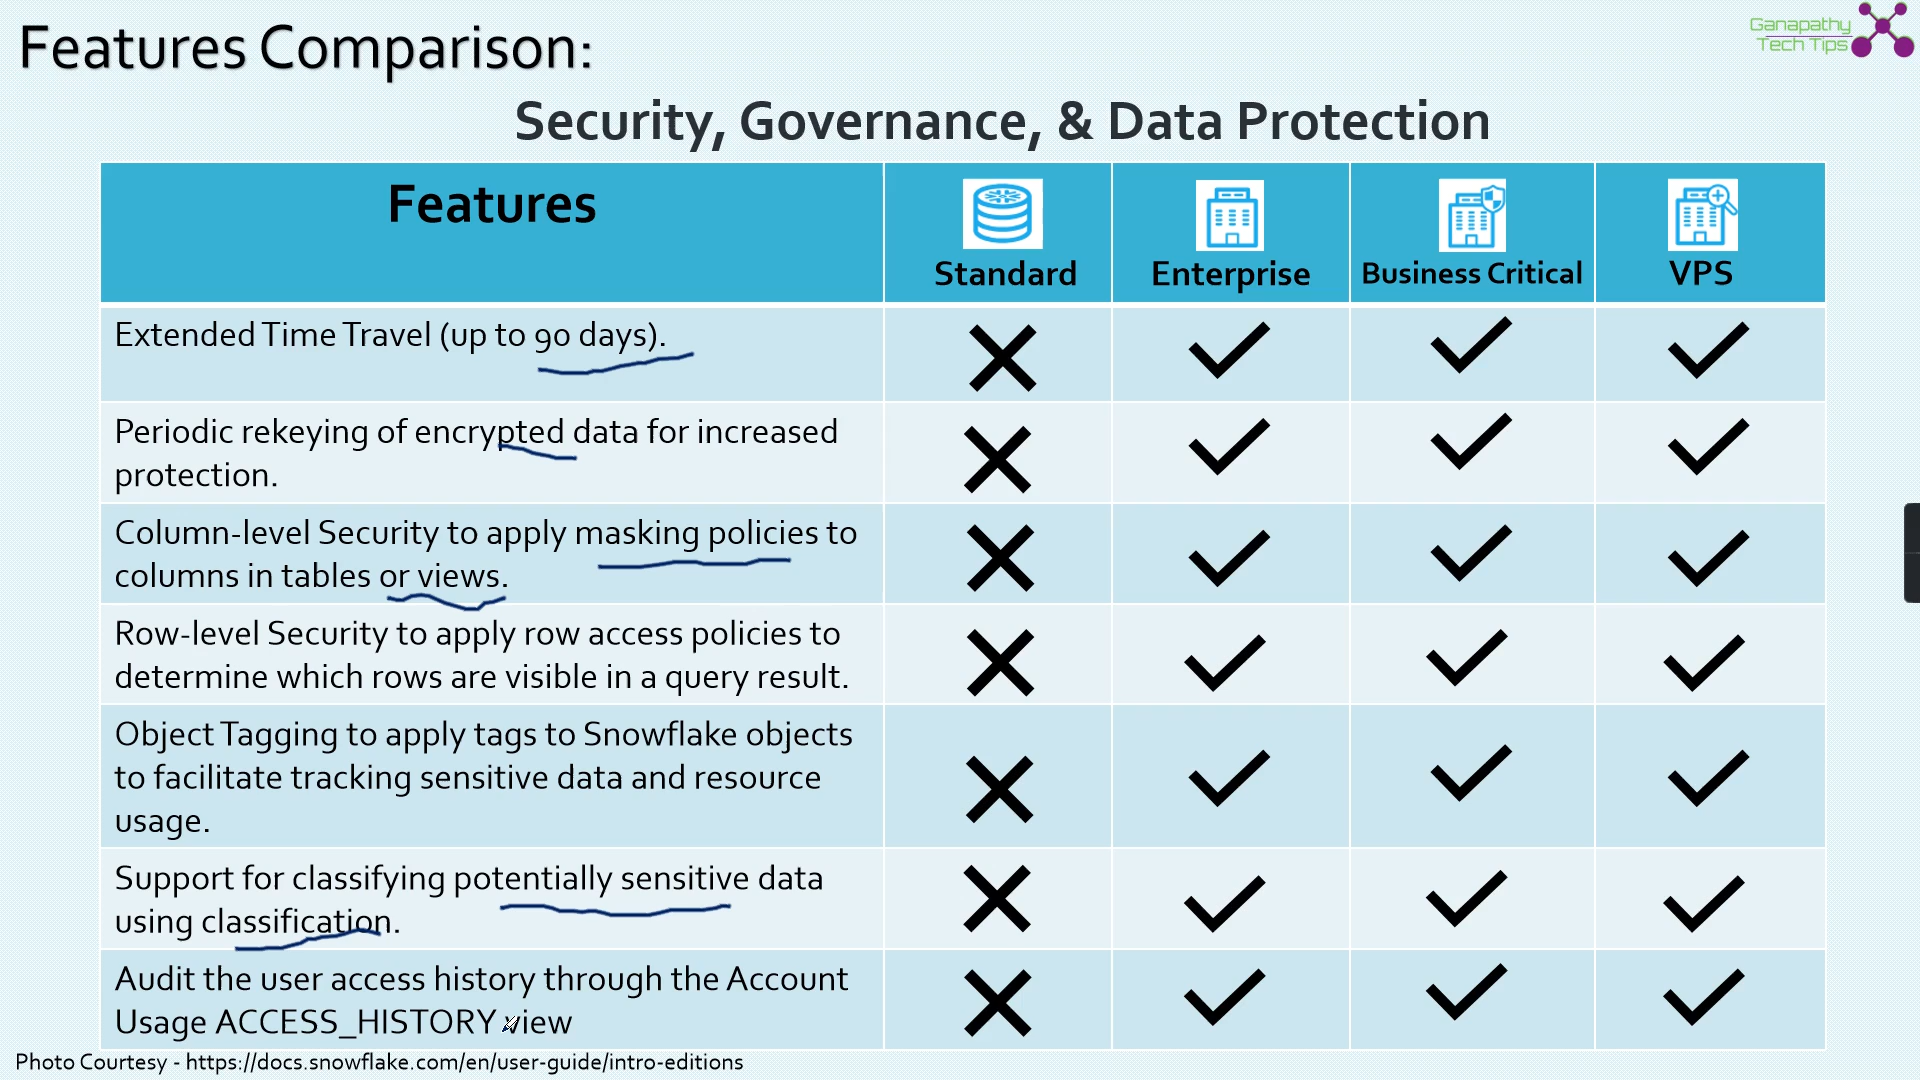 Features Comparison:
Ganapathy
Tech Tips
Security, Governance, & Data Protection
Features
Standard
Enterprise
Business Critical
VPS
Extended Time Travel (up to 90 days).
Periodic rekeying of encrypted data for increased
protection.
Column-level Security to apply masking policies to
columns in tables or views.
Row-level Security to apply row access policies to
determine which rows are visible in a query result.
Object Tagging to apply tags to Snowflake objects
to facilitate tracking sensitive data and resource
usage.
Support for classifying potentially sensitive data
using classification.
Audit the user access history through the Account
Usage ACCESS_HISTORY view
Photo Courtesy - https://docs.snowflake.com/en/user-guide/intro-editions